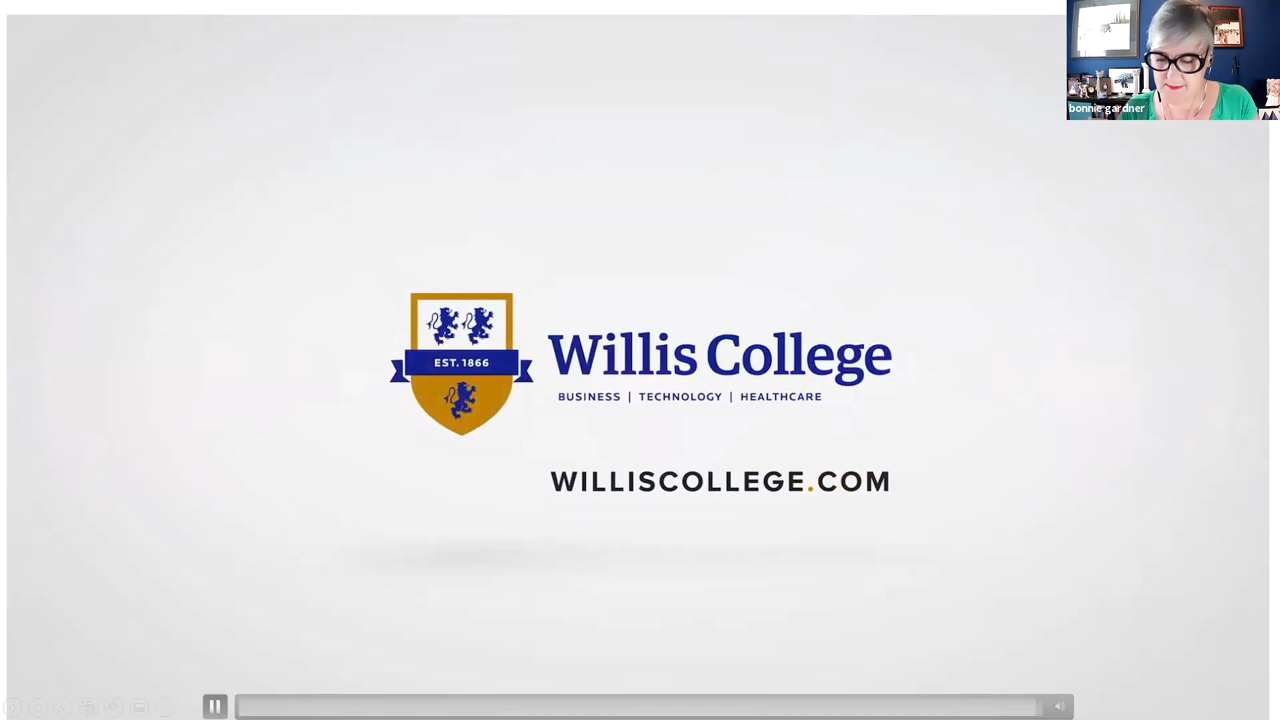 bonnie gardner
EST. 1866
Willis College
BUSINESS | TECHNOLOGY | HEALTHCARE
WILLISCOLLEGE.COM